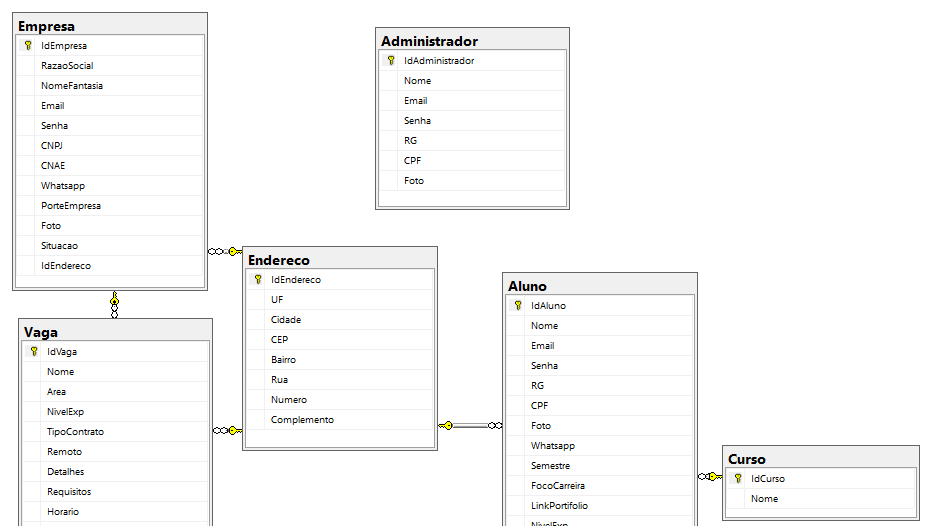 Empresa
IdEmpresa
RazaoSocial
NomeFantasia
Email
Senha
CNPJ
CNAE
Whatsapp
PorteEmpresa
Foto
Situacao
IdEndereco
Administrador
IdAdministrador
Nome
Email
Senha
RG
CPF
Foto
Endereco
IdEndereco
UF
Cidade
CEP
Bairro
Rua
Numero
Complemento
Vaga
IdVaga
Nome
Area
NivelExp
TipoContrato
Remoto
Detalhes
Requisitos
Horario
Aluno
IdAluno
Nome
Email
Senha
RG
CPF
Foto
Whatsapp
Semestre
FocoCarreira
LinkPortifolio
NivelExp
Curso
IdCurso
Nome